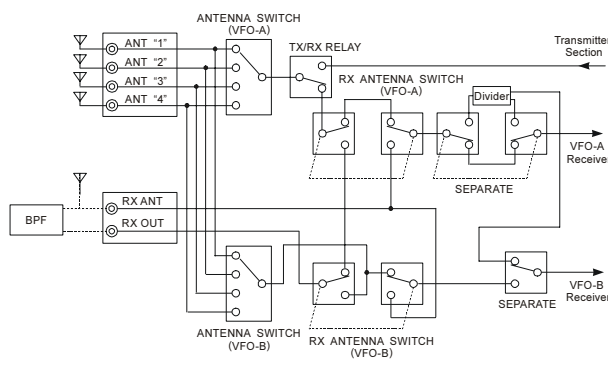 ANTENNA SWITCH
(VFO-A)
ANT “1”
ANT “2”
ANT “3”
ANT “4”
TX/RX RELAY
Transmitter
Section
RX ANTENNA SWITCH
(VFO-A)
Divider
VFO-A
Receiver
SEPARATE
RX ANT
RX OUT
BPF
VFO-B
Receiver
SEPARATE
ANTENNA SWITCH
(VFO-B)
RX ANTENNA SWITCH
(VFO-B)